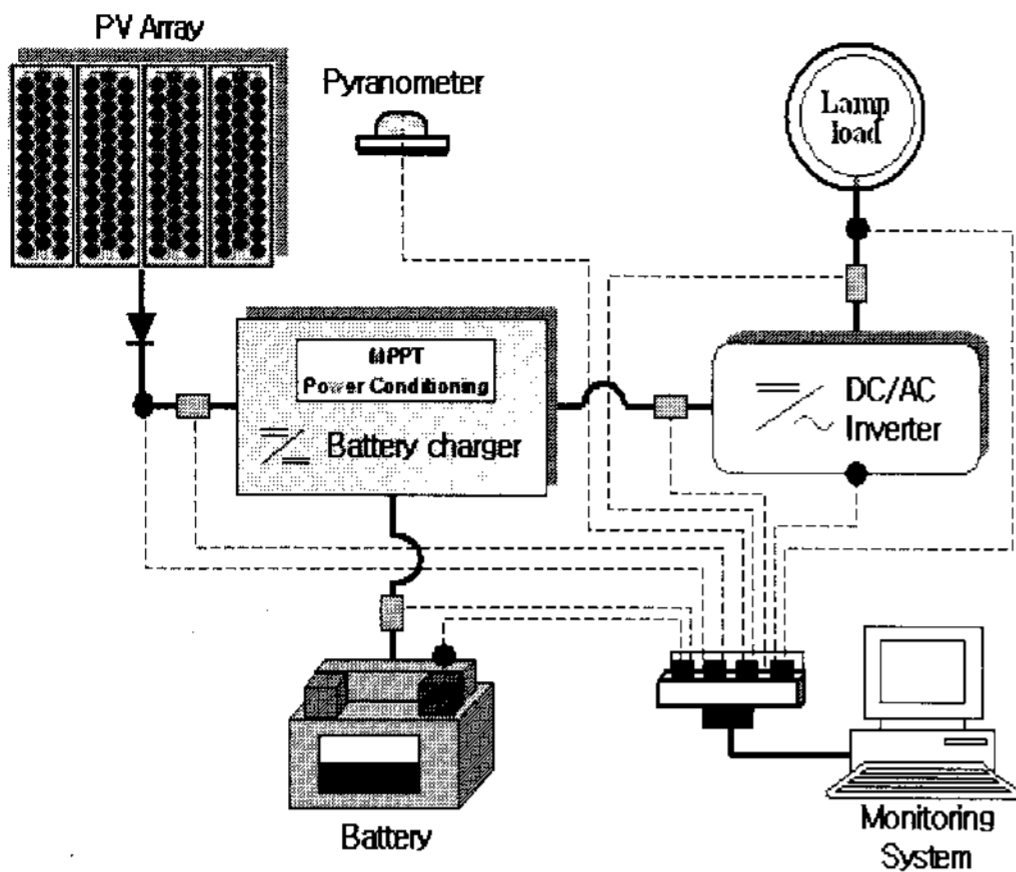 PV Array
Pyranometer
Lamp
load
MPPT
Power Conditioning
Battery charger
DC/AC
Inverter
Battery
Monitoring
System